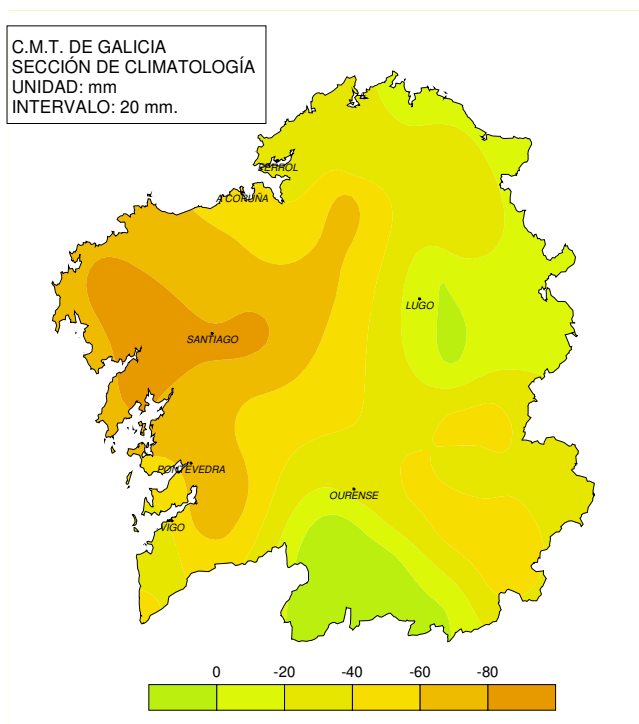 C.M.T. DE GALICIA
SECCIÓN DE CLIMATOLOGÍA
UNIDAD: mm
INTERVALO: 20 mm.
FERROL
A CORUÑA
LUGO
SANTIAGO
PONTEVEDRA
OURENSE
VIGO
0 -20 -40 -60 -80